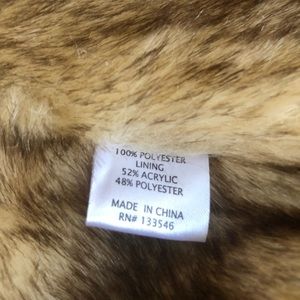 100% POLYESTER
LINING
52% ACRYLIC
48% POLYESTER
MADE IN CHINA
RN# 133546